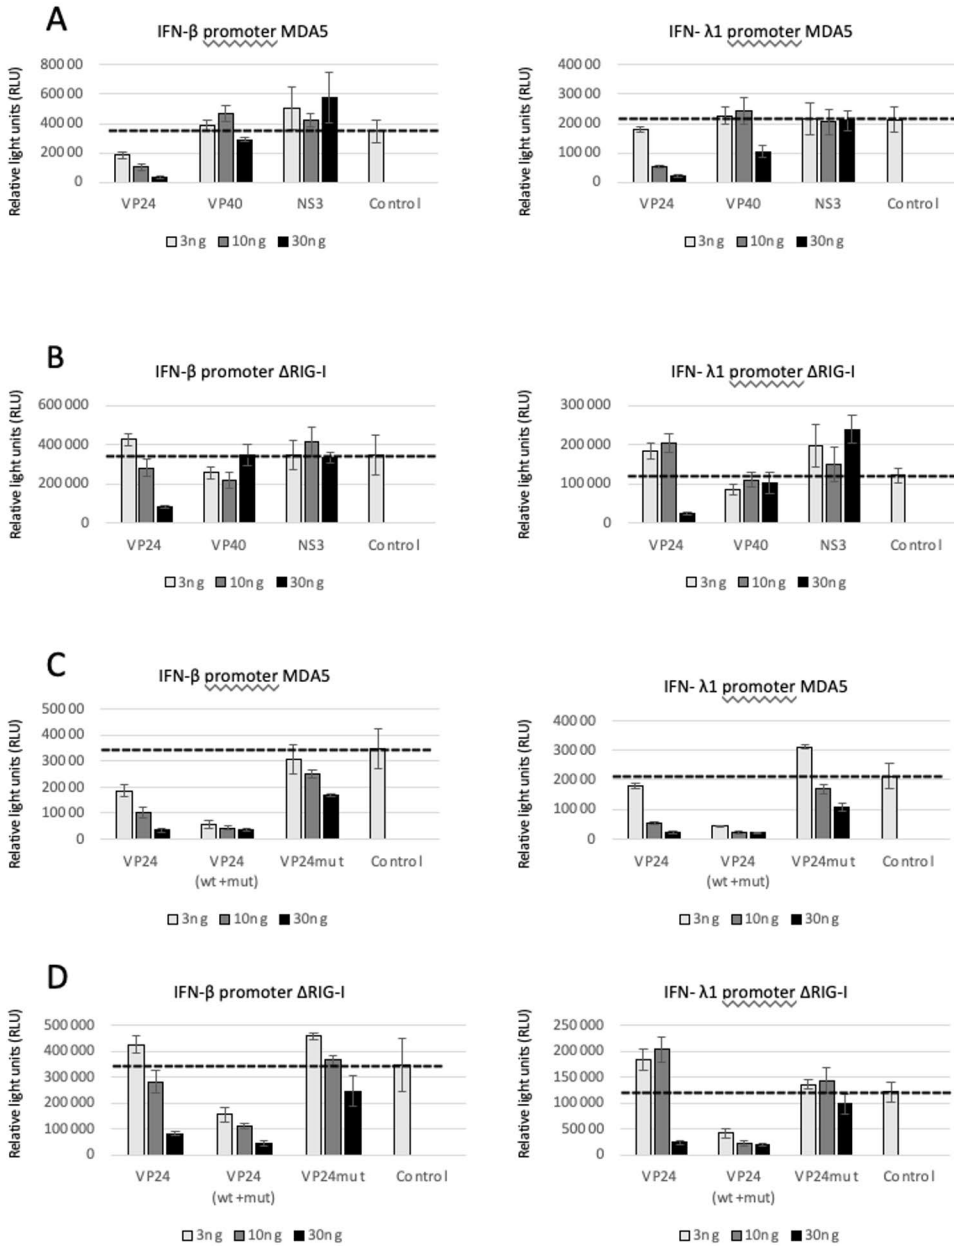 A
IFN-β promoter MDA5
Relative light units (RLU)
800 00
600 00
400 00
200 00
0
VP24 VP40 NS3 Control
3ng 10ng 30ng
IFN- λ1 promoter MDA5
Relative light units (RLU)
400 00
300 00
200 00
100 00
0
VP24 VP40 NS3 Control
3ng 10ng 30ng
B
IFN-β promoter ΔRIG-I
Relative light units (RLU)
600 000
400 000
200 000
0
VP24 VP40 NS3 Control
3ng 10ng 30ng
IFN- λ1 promoter ΔRIG-I
Relative light units (RLU)
300 000
200 000
100 000
0
VP24 VP40 NS3 Control
3ng 10ng 30ng
C
IFN-β promoter MDA5
Relative light units (RLU)
500 00
400 00
300 00
200 00
100 00
0
VP24 VP24 VP24mut Control
(wt+mut)
3ng 10ng 30ng
IFN- λ1 promoter MDA5
Relative light units (RLU)
400 00
300 00
200 00
100 00
0
VP24 VP24 VP24mut Control
(wt+mut)
3ng 10ng 30ng
D
IFN-β promoter ΔRIG-I
Relative light units (RLU)
500 000
400 000
300 000
200 000
100 000
0
VP24 VP24 VP24mut Control
(wt+mut)
3ng 10ng 30ng
IFN- λ1 promoter ΔRIG-I
Relative light units (RLU)
250 000
200 000
150 000
100 000
500 00
0
VP24 VP24 VP24mut Control
(wt+mut)
3ng 10ng 30ng